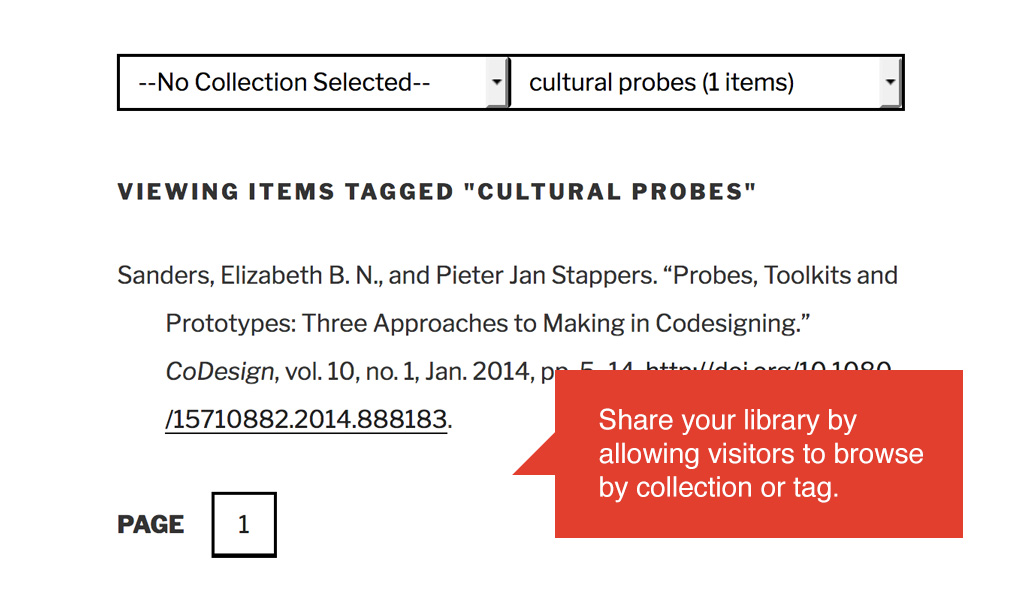 --No Collection Selected--
cultural probes (1 items)
VIEWING ITEMS TAGGED "CULTURAL PROBES"
Sanders, Elizabeth B. N., and Pieter Jan Stappers. “Probes, Toolkits and
Prototypes: Three Approaches to Making in Codesigning.”
CoDesign, vol. 10, no. 1, Jan. 2014, pp. 5–14, http://doi.org/10.1080
/15710882.2014.888183.
Share your library by
allowing visitors to browse
by collection or tag.
PAGE 1